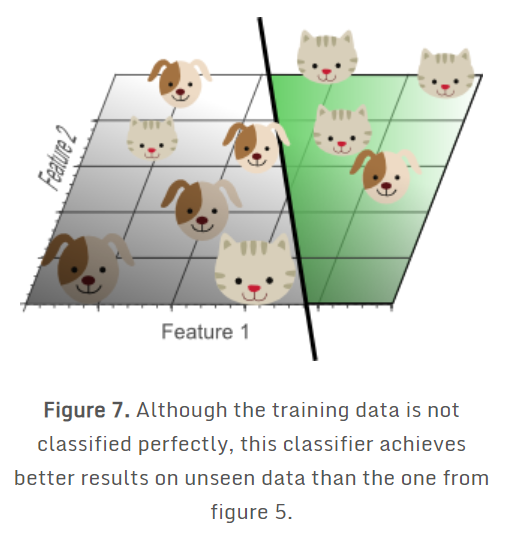 Feature 2
Feature 1
Figure 7. Although the training data is not
classified perfectly, this classifier achieves
better results on unseen data than the one from
figure 5.